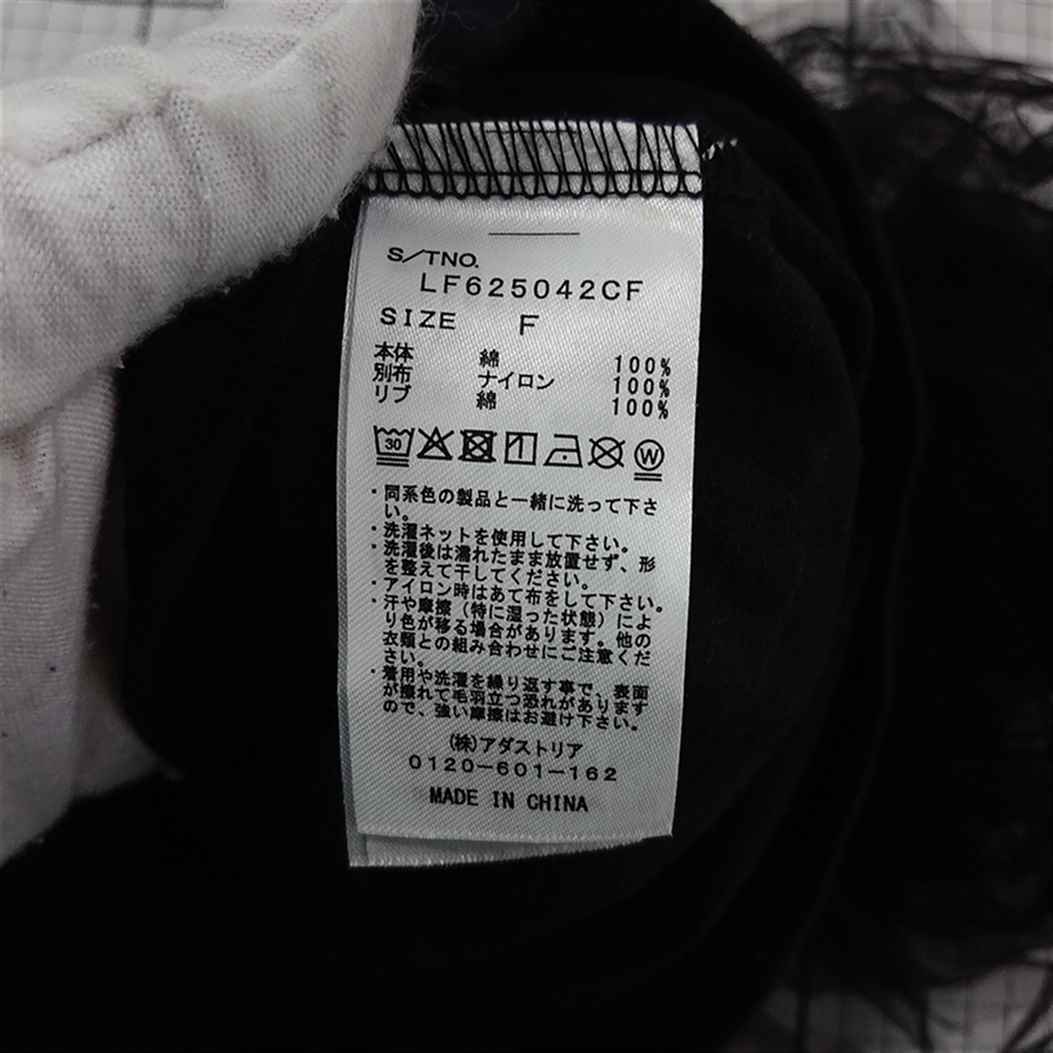 S/TNO.
LF625042CF
SIZE F
本体 綿 100%
別布 ナイロン 100%
リブ 綿 100%
30 W
・同系色の製品と一緒に洗って下さ
い。
・洗濯ネットを使用して下さい。
・洗濯後は濡れたまま放置せず、形
を整えて干してください。
・アイロン時はあて布をして下さい。
・汗や摩擦（特に湿った状態）によ
り色が移る場合があります。他の
衣類との組み合わせにご注意くだ
さい。
・着用や洗濯を繰り返す事で、表面
が擦れて毛羽立つ恐れがあります
ので、強い摩擦はお避け下さい。
(株)アダストリア
0120-601-162
MADE IN CHINA